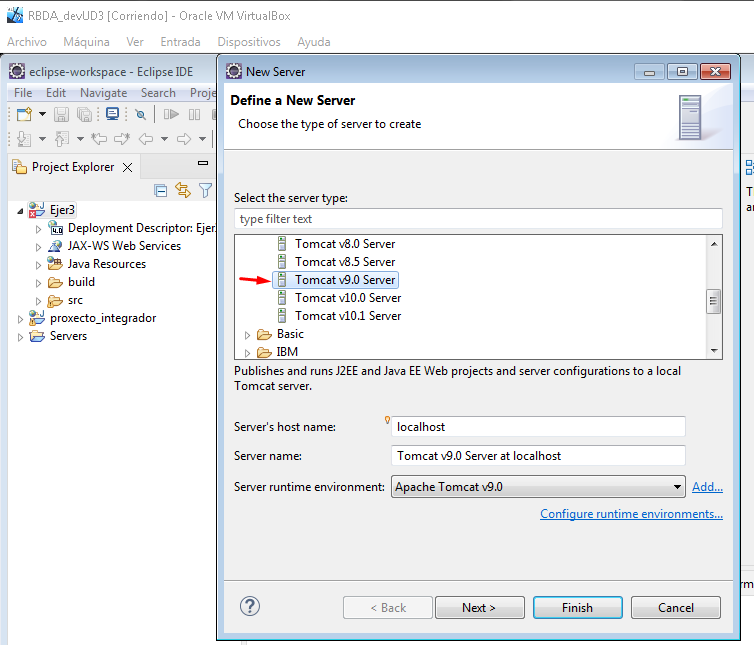 RBDA_devUD3 [Corriendo] - Oracle VM VirtualBox
Archivo Máquina Ver Entrada Dispositivos Ayuda
eclipse-workspace - Eclipse IDE
File Edit Navigate Search Proje
Project Explorer
Ejer3
Deployment Descriptor: Ejer
JAX-WS Web Services
Java Resources
build
src
proxecto_integrador
Servers
New Server
Define a New Server
Choose the type of server to create
Select the server type:
type filter text
Tomcat v8.0 Server
Tomcat v8.5 Server
Tomcat v9.0 Server
Tomcat v10.0 Server
Tomcat v10.1 Server
Basic
IBM
Publishes and runs J2EE and Java EE Web projects and server configurations to a local
Tomcat server.
Server's host name: localhost
Server name: Tomcat v9.0 Server at localhost
Server runtime environment: Apache Tomcat v9.0 Add...
Configure runtime environments...
< Back Next > Finish Cancel